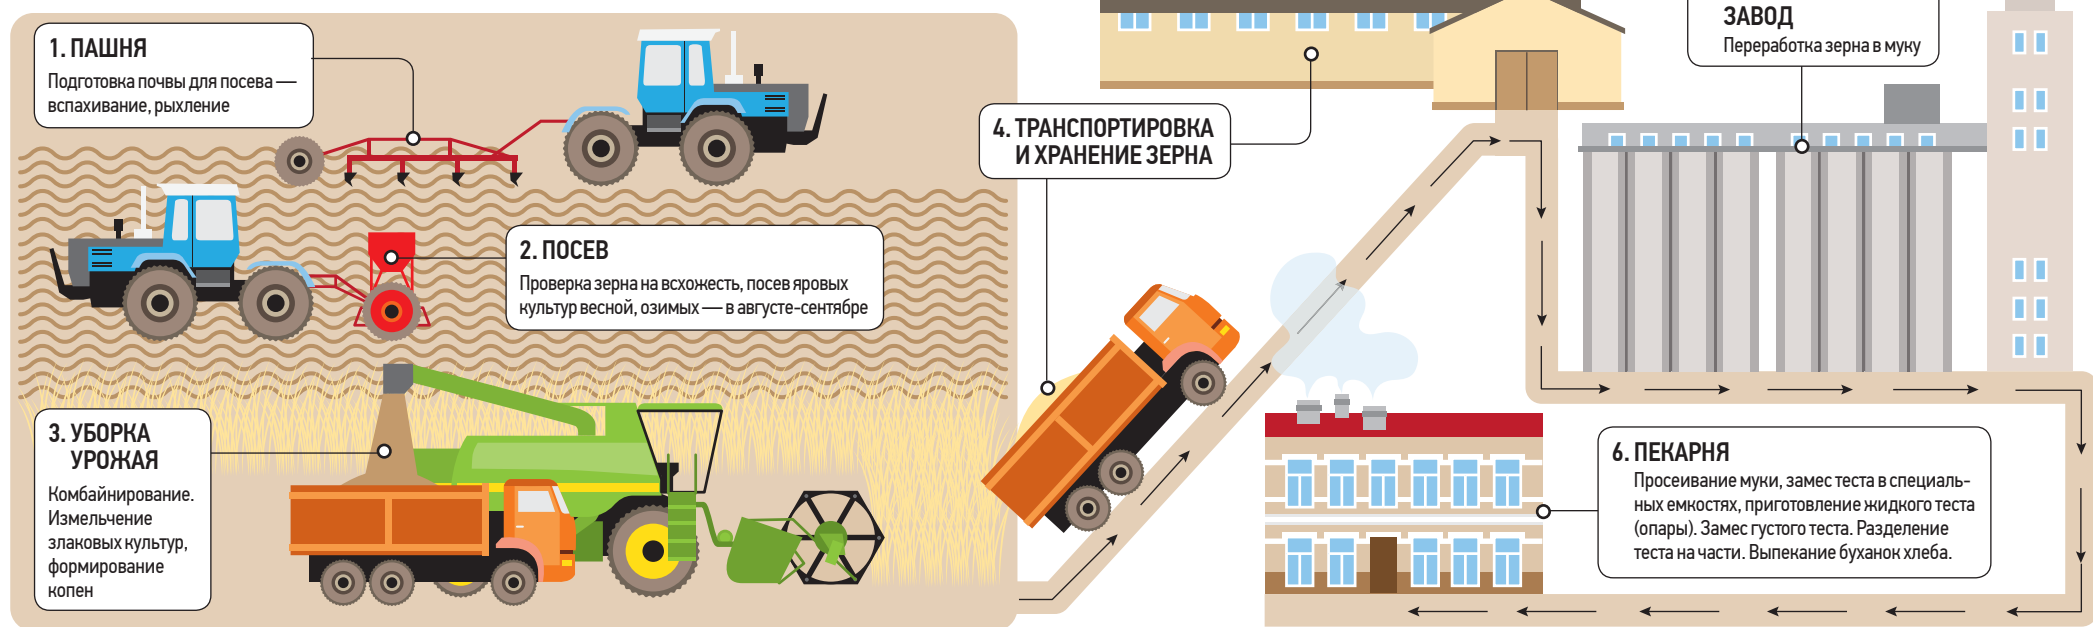 1. ПАШНЯ
Подготовка почвы для посева —
вспахивание, рыхление
2. ПОСЕВ
Проверка зерна на всхожесть, посев яровых
культур весной, озимых — в августе-сентябре
3. УБОРКА
УРОЖАЯ
Комбайнирование.
Измельчение
злаковых культур,
формирование
копен
4. ТРАНСПОРТИРОВКА
И ХРАНЕНИЕ ЗЕРНА
ЗАВОД
Переработка зерна в муку
6. ПЕКАРНЯ
Просеивание муки, замес теста в специаль-
ных емкостях, приготовление жидкого теста
(опары). Замес густого теста. Разделение
теста на части. Выпекание буханок хлеба.